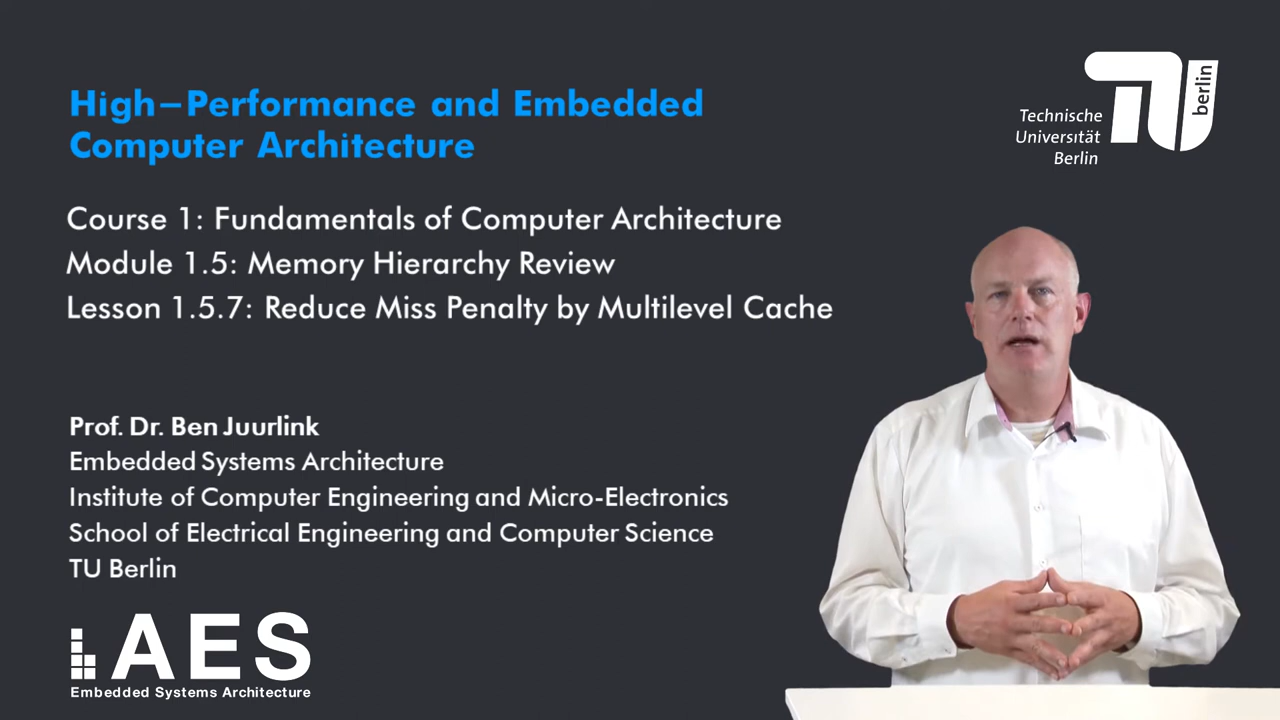 High–Performance and Embedded
Computer Architecture
Technische
Universität
Berlin
berlin
Course 1: Fundamentals of Computer Architecture
Module 1.5: Memory Hierarchy Review
Lesson 1.5.7: Reduce Miss Penalty by Multilevel Cache
Prof. Dr. Ben Juurlink
Embedded Systems Architecture
Institute of Computer Engineering and Micro-Electronics
School of Electrical Engineering and Computer Science
TU Berlin
AES
Embedded Systems Architecture